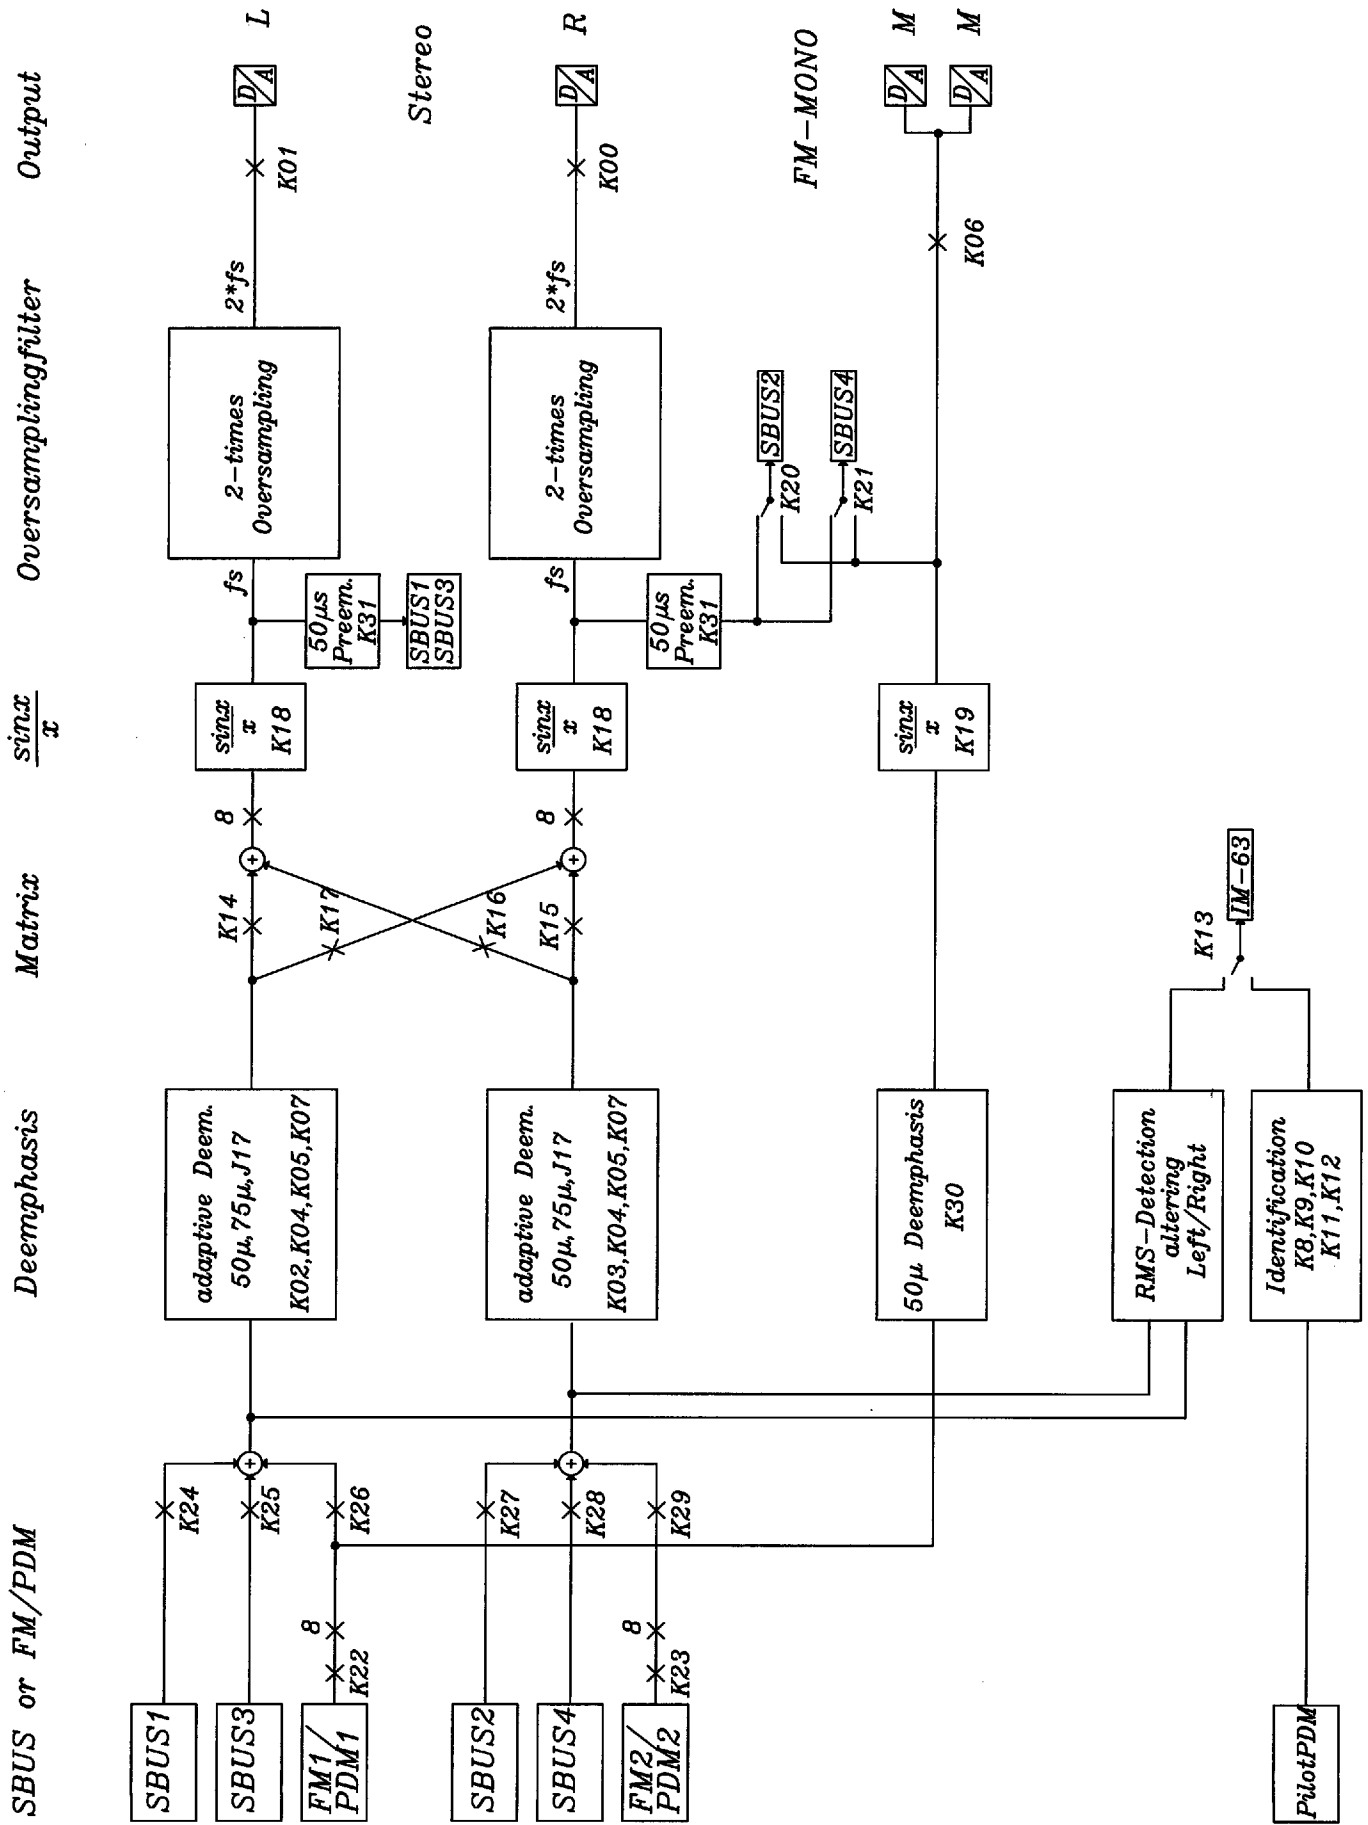 SBUS or FM/PDM
Deemphasis
Matrix
sinx
x
Oversamplingfilter
Output
SBUS1
K24
SBUS3
K25
FM1/
PDM1
K22
8
K26
+
adaptive Deem.
50µ,75µ,J17
K02,K04,K05,K07
K14
K17
+
8
sinx
x
K18
fs
50µs
Preem.
K31
SBUS1
SBUS3
2-times
Oversampling
2*fs
K01
D/A
L
Stereo
SBUS2
K27
SBUS4
K28
FM2/
PDM2
K23
8
K29
+
adaptive Deem.
50µ,75µ,J17
K03,K04,K05,K07
K16
K15
+
8
sinx
x
K18
fs
50µs
Preem.
K31
2-times
Oversampling
2*fs
K00
D/A
R
SBUS2
K20
SBUS4
K21
FM-MONO
50µ Deemphasis
K30
sinx
x
K19
K06
D/A
M
D/A
M
RMS-Detection
altering
Left/Right
K13
IM-63
PilotPDM
Identification
K8,K9,K10
K11,K12